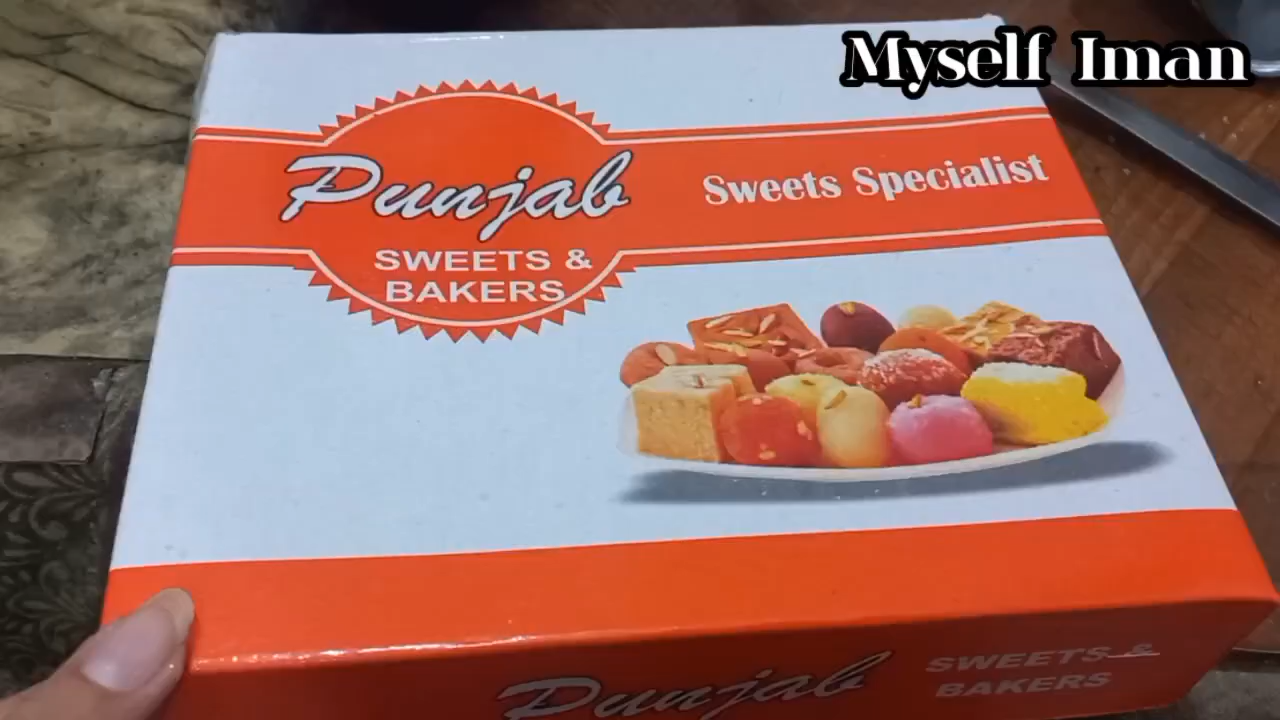 Myself Iman
Punjab
SWEETS &
BAKERS
Sweets Specialist
Punjab
SWEETS &
BAKERS